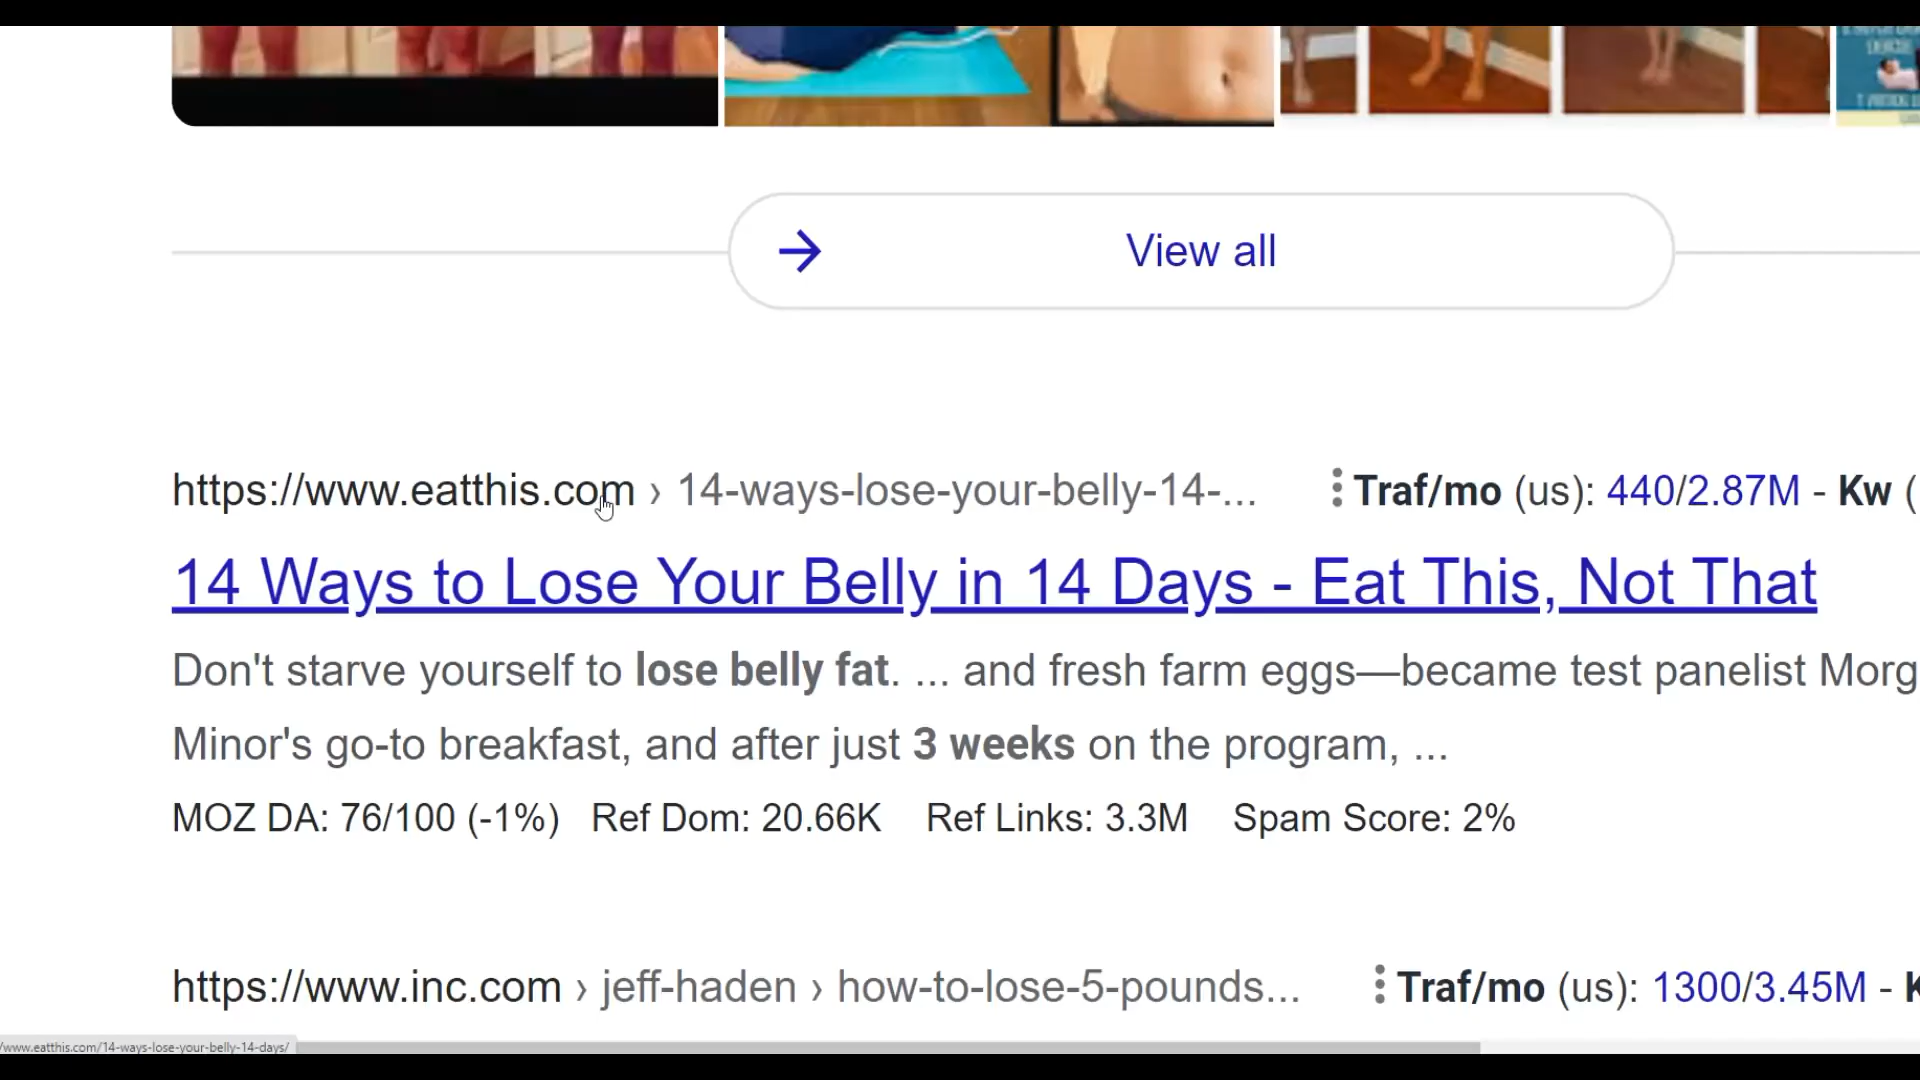 View all
https://www.eatthis.com › 14-ways-lose-your-belly-14-... Traf/mo (us): 440/2.87M - Kw (
14 Ways to Lose Your Belly in 14 Days - Eat This, Not That
Don't starve yourself to lose belly fat. ... and fresh farm eggs—became test panelist Morg
Minor's go-to breakfast, and after just 3 weeks on the program, ...
MOZ DA: 76/100 (-1%) Ref Dom: 20.66K Ref Links: 3.3M Spam Score: 2%
https://www.inc.com › jeff-haden › how-to-lose-5-pounds... Traf/mo (us): 1300/3.45M - K
/www.eatthis.com/14-ways-lose-your-belly-14-days/